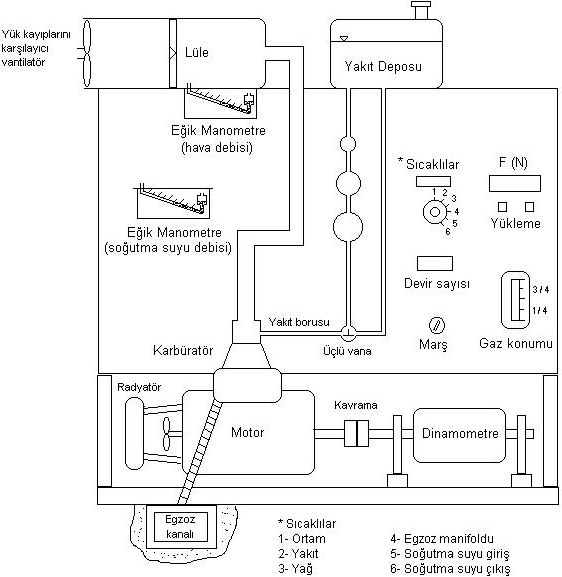 Yük kayıplarını
karşılayıcı
vantilatör
Lüle
Yakıt Deposu
Eğik Manometre
(hava debisi)
* Sıcaklılar
1
2
3
4
5
6
F (N)
Yükleme
Eğik Manometre
(soğutma suyu debisi)
Devir sayısı
3 / 4
1 / 4
Yakıt borusu
Üçlü vana
Marş
Gaz konumu
Karbüratör
Radyatör
Motor
Kavrama
Dinamometre
Egzoz
kanalı
* Sıcaklılar
1- Ortam
2- Yakıt
3- Yağ
4- Egzoz manifoldu
5- Soğutma suyu giriş
6- Soğutma suyu çıkış